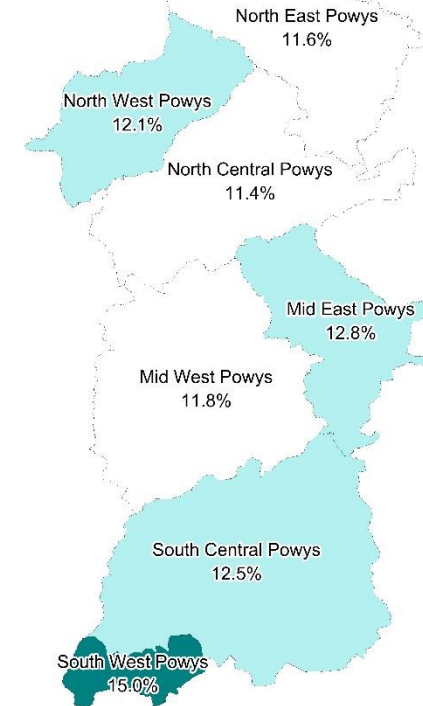 North East Powys
11.6%
North West Powys
12.1%
North Central Powys
11.4%
Mid East Powys
12.8%
Mid West Powys
11.8%
South Central Powys
12.5%
South West Powys
15.0%